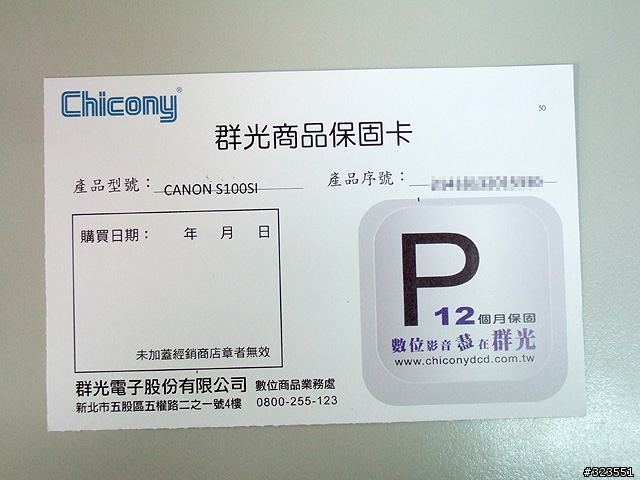 Chicony®
50
群光商品保固卡
產品型號： CANON S100SI
產品序號：
購買日期： 年 月 日
未加蓋經銷商店章者無效
P
12個月保固
數位影音盡在群光
www.chiconydcd.com.tw
群光電子股份有限公司 數位商品業務處
新北市五股區五權路二之一號4樓 0800-255-123
#323551